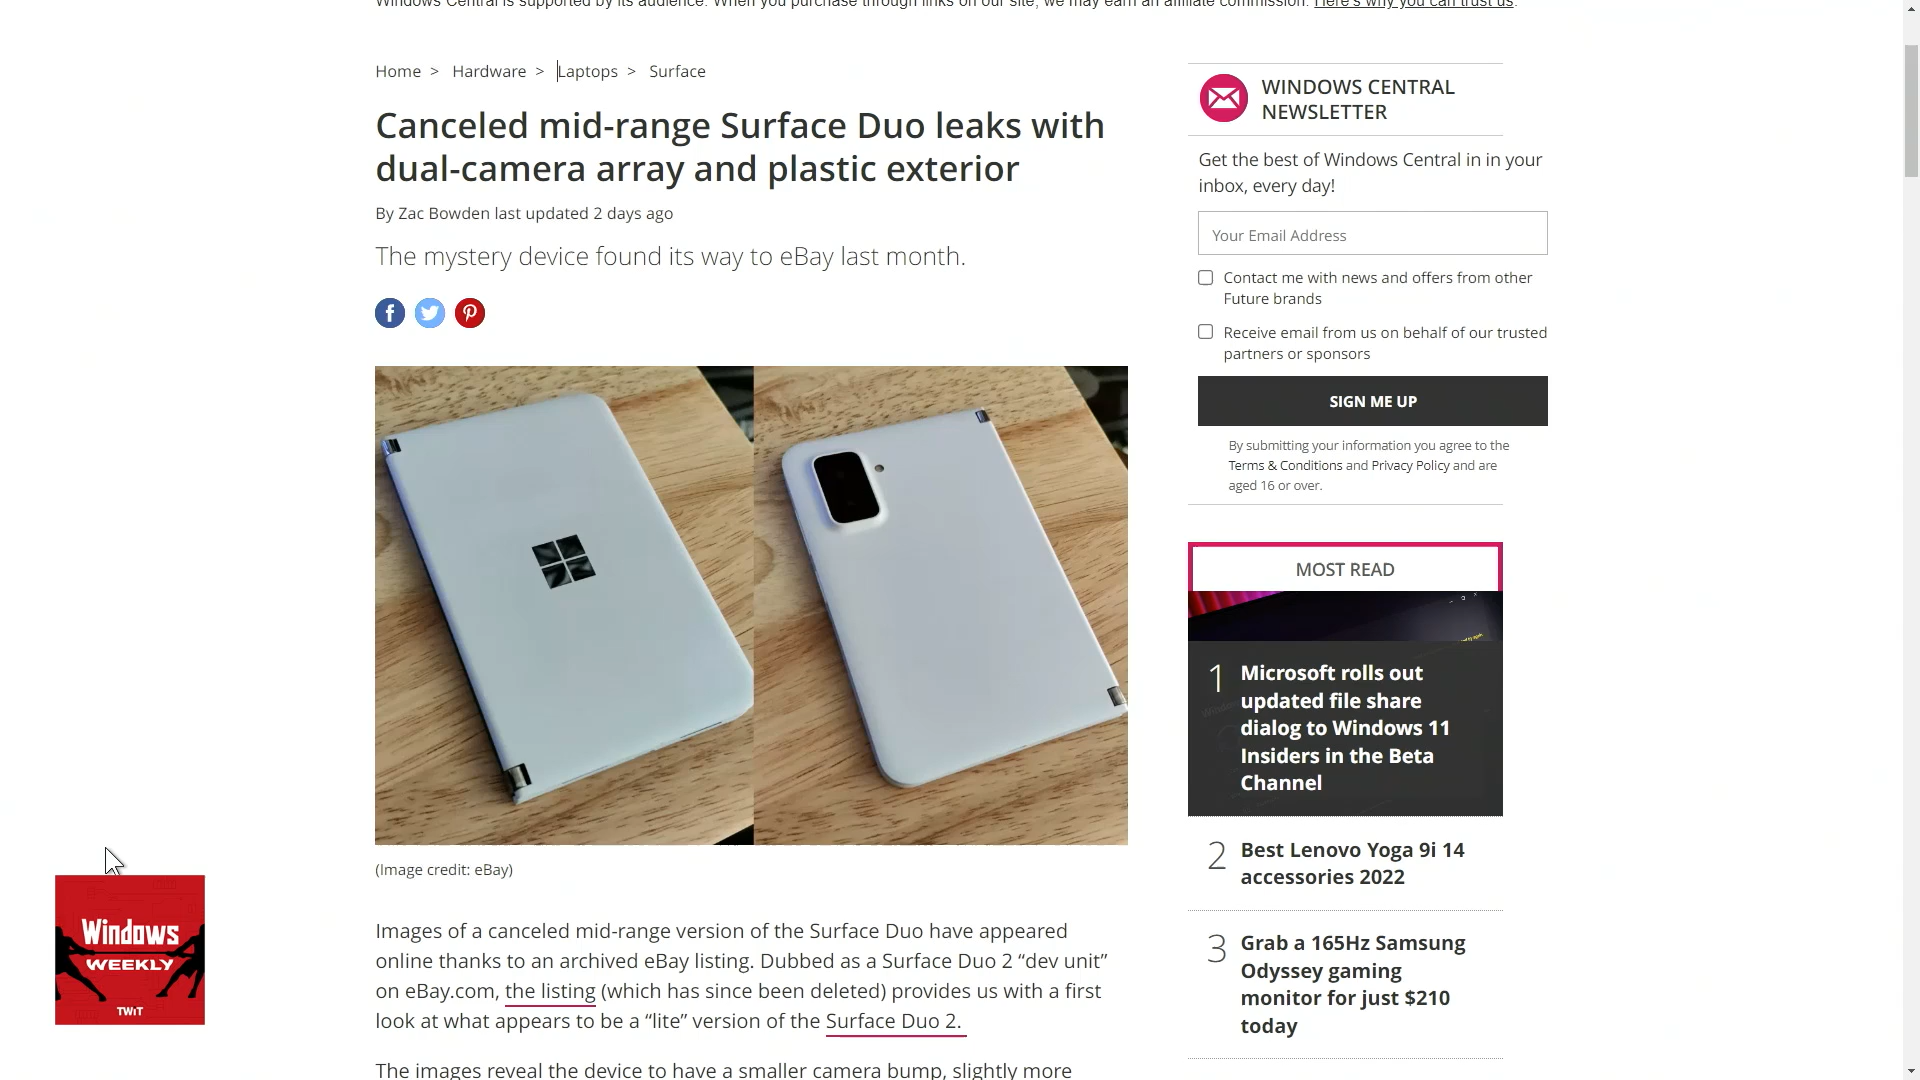 Windows Central is supported by its audience. When you purchase through links on our site, we may earn an affiliate commission. Here's why you can trust us.
Home > Hardware > Laptops > Surface
Canceled mid-range Surface Duo leaks with
dual-camera array and plastic exterior
By Zac Bowden last updated 2 days ago
The mystery device found its way to eBay last month.
(Image credit: eBay)
Images of a canceled mid-range version of the Surface Duo have appeared
online thanks to an archived eBay listing. Dubbed as a Surface Duo 2 “dev unit”
on eBay.com, the listing (which has since been deleted) provides us with a first
look at what appears to be a “lite” version of the Surface Duo 2.
The images reveal the device to have a smaller camera bump, slightly more
WINDOWS CENTRAL
NEWSLETTER
Get the best of Windows Central in in your
inbox, every day!
Your Email Address
Contact me with news and offers from other
Future brands
Receive email from us on behalf of our trusted
partners or sponsors
SIGN ME UP
By submitting your information you agree to the
Terms & Conditions and Privacy Policy and are
aged 16 or over.
MOST READ
1 Microsoft rolls out
updated file share
dialog to Windows 11
Insiders in the Beta
Channel
2 Best Lenovo Yoga 9i 14
accessories 2022
3 Grab a 165Hz Samsung
Odyssey gaming
monitor for just $210
today
Windows
WEEKLY
TWiT